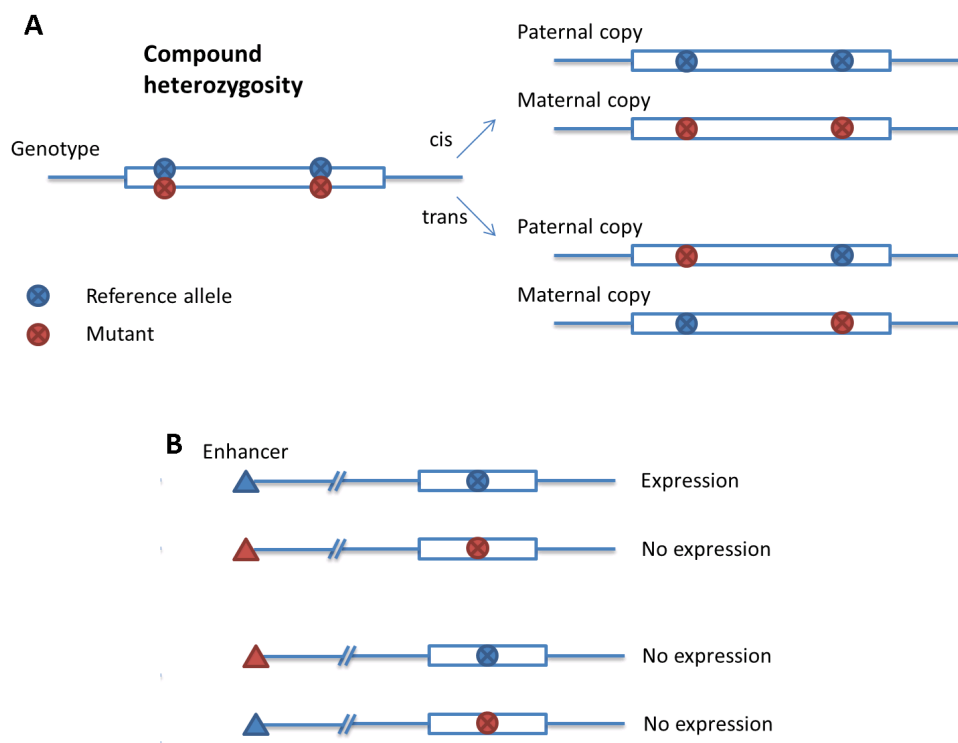 A
Compound
heterozygosity
Genotype
cis
trans
Paternal copy
Maternal copy
Paternal copy
Maternal copy
Reference allele
Mutant
B
Enhancer
Expression
No expression
No expression
No expression